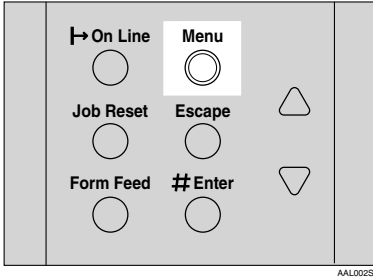 On Line Menu
Job Reset Escape
Form Feed # Enter
AAL002S